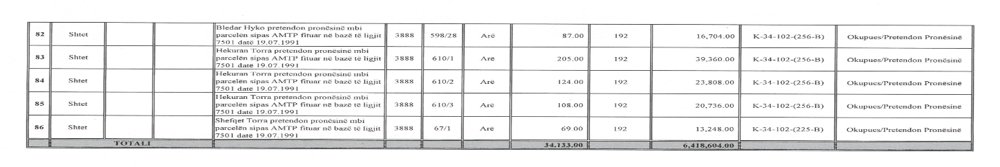 82 Shtet Bledar Hyko pretendon pronësinë mbi
parcelën sipas AMTP fituar në bazë të ligjit
7501 datë 19.07.1991 3888 598/28 Arë 87.00 192 16,704.00 K-34-102-(256-B) Okupues/Pretendon Pronësinë
83 Shtet Hekuran Torra pretendon pronësinë mbi
parcelën sipas AMTP fituar në bazë të ligjit
7501 datë 19.07.1991 3888 610/1 Arë 205.00 192 39,360.00 K-34-102-(256-B) Okupues/Pretendon Pronësinë
84 Shtet Hekuran Torra pretendon pronësinë mbi
parcelën sipas AMTP fituar në bazë të ligjit
7501 datë 19.07.1991 3888 610/2 Arë 124.00 192 23,808.00 K-34-102-(256-B) Okupues/Pretendon Pronësinë
85 Shtet Hekuran Torra pretendon pronësinë mbi
parcelën sipas AMTP fituar në bazë të ligjit
7501 datë 19.07.1991 3888 610/3 Arë 108.00 192 20,736.00 K-34-102-(256-B) Okupues/Pretendon Pronësinë
86 Shtet Shefqet Torra pretendon pronësinë mbi
parcelën sipas AMTP fituar në bazë të ligjit
7501 datë 19.07.1991 3888 67/1 Arë 69.00 192 13,248.00 K-34-102-(225-B) Okupues/Pretendon Pronësinë
TOTALI 34,133.00 6,418,604.00